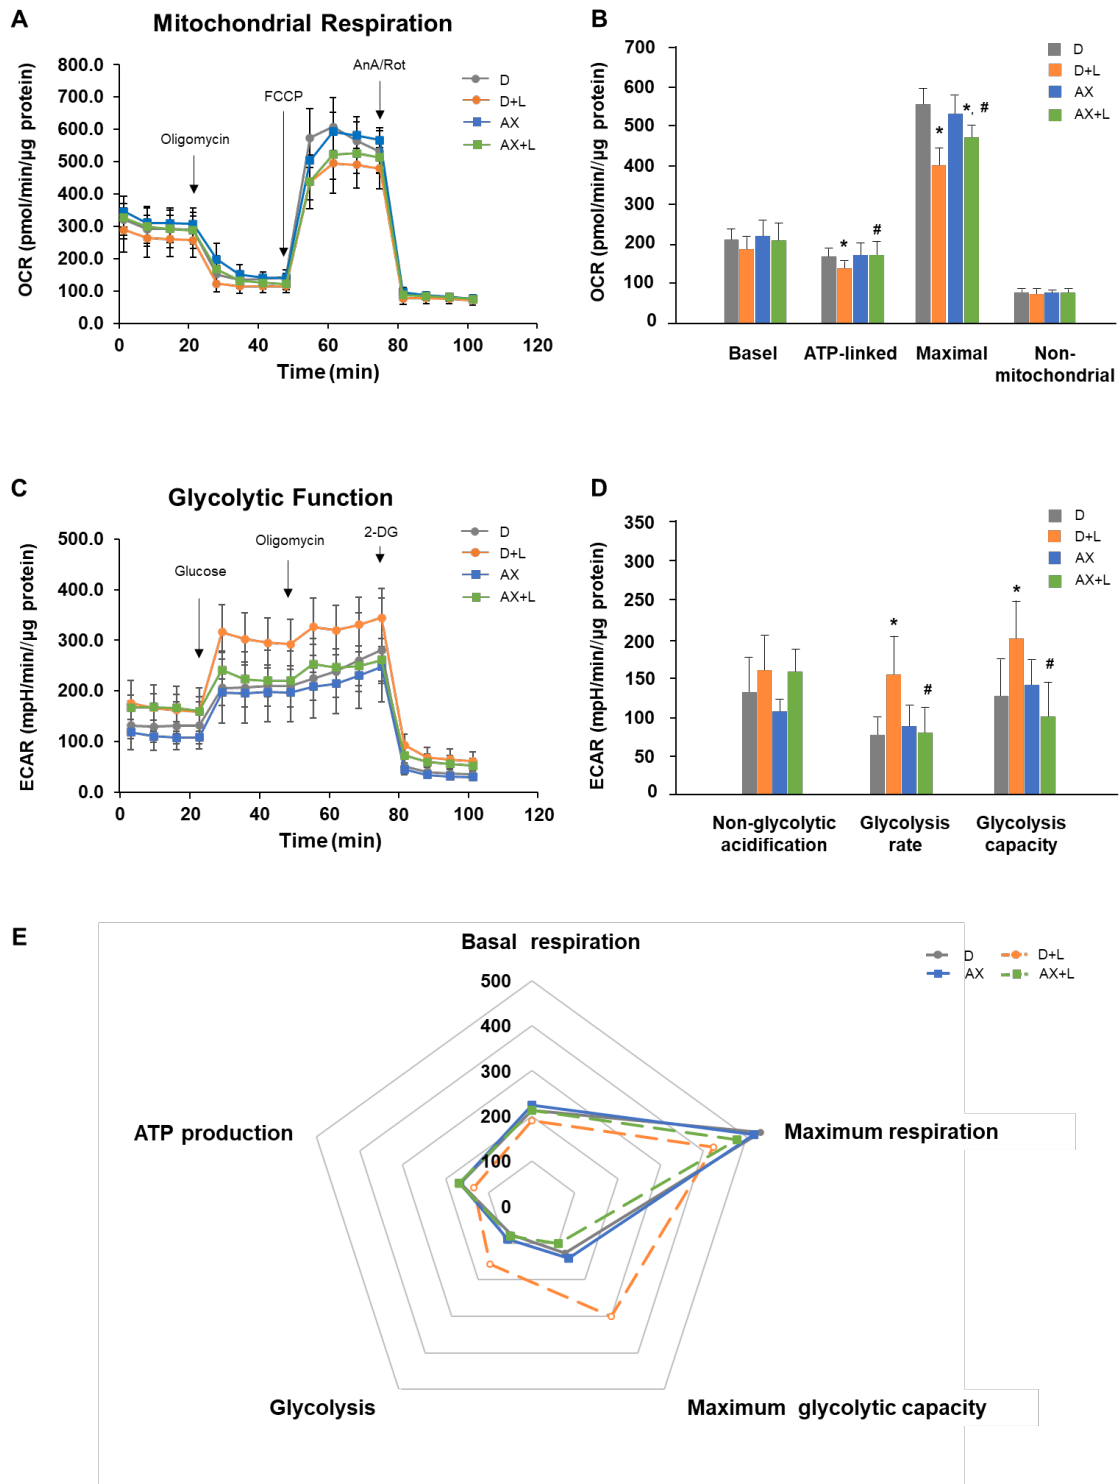 A
Mitochondrial Respiration
OCR (pmol/min/µg protein)
800.0
700.0
600.0
500.0
400.0
300.0
200.0
100.0
0.0
Oligomycin
FCCP
AnA/Rot
D
D+L
AX
AX+L
0 20 40 60 80 100 120
Time (min)
B
OCR (pmol/min//µg protein)
700
600
500
400
300
200
100
0
D
D+L
AX
AX+L
* * *, # #
Basel
ATP-linked
Maximal
Non-
mitochondrial
C
Glycolytic Function
ECAR (mpH/min//µg protein)
500.0
400.0
300.0
200.0
100.0
0.0
Glucose
Oligomycin
2-DG
D
D+L
AX
AX+L
0 20 40 60 80 100 120
Time (min)
D
ECAR (mpH/min//µg protein)
350
300
250
200
150
100
50
0
D
D+L
AX
AX+L
* # * #
Non-glycolytic
acidification
Glycolysis
rate
Glycolysis
capacity
E
Basal respiration
D D+L
AX AX+L
500
400
300
200
100
0
ATP production
Maximum respiration
Glycolysis
Maximum glycolytic capacity